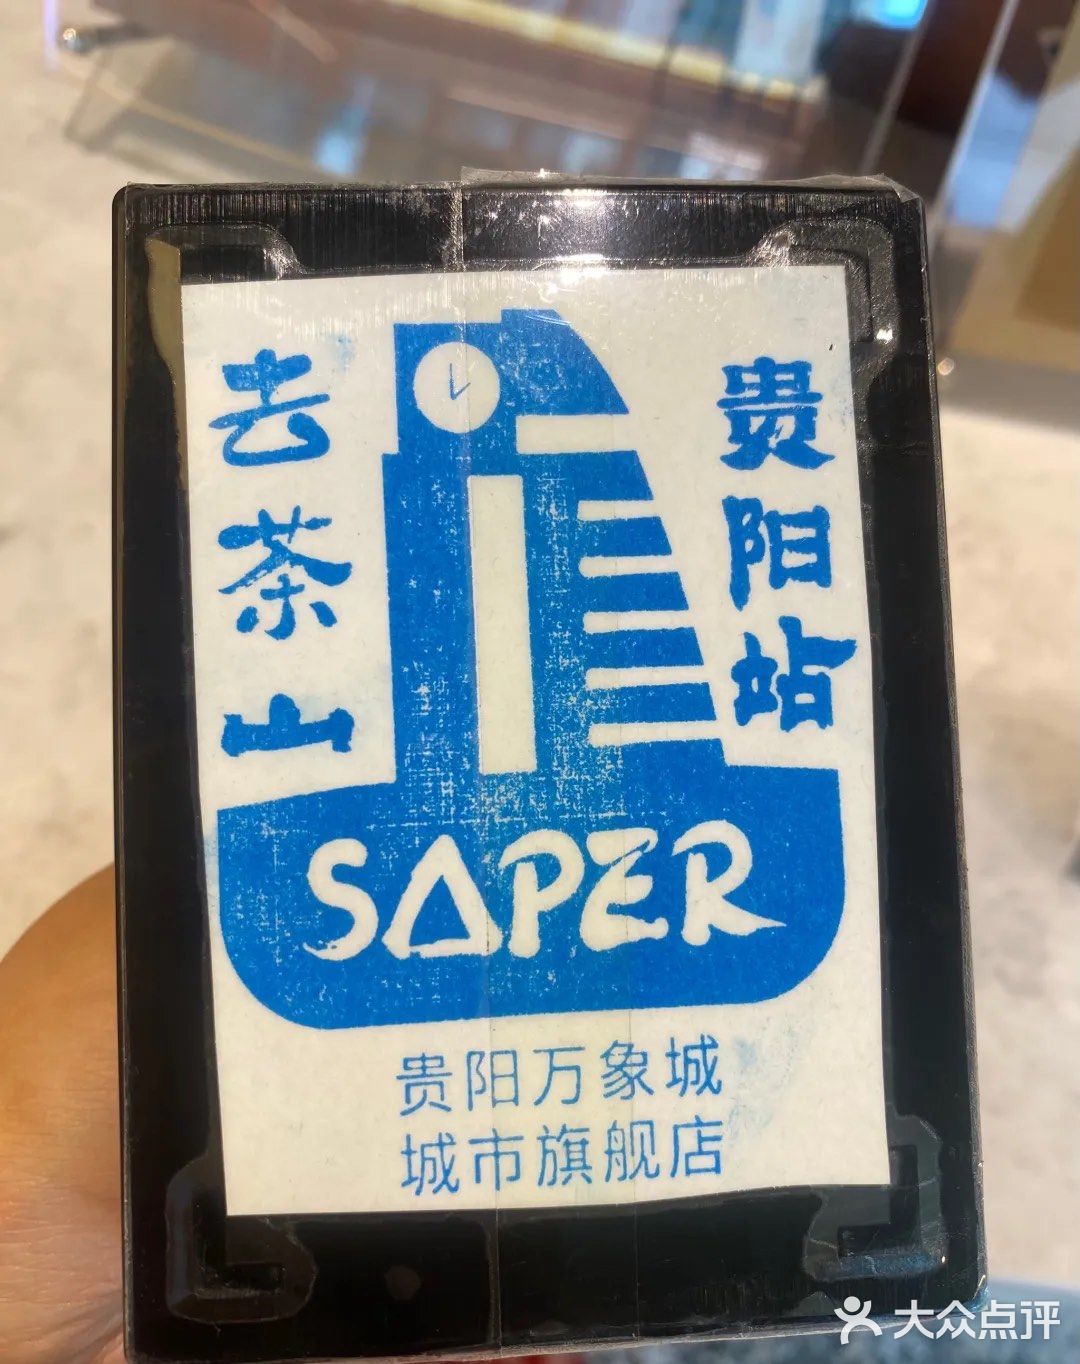 去茶山
贵阳站
SAPER
贵阳万象城
城市旗舰店
大众点评